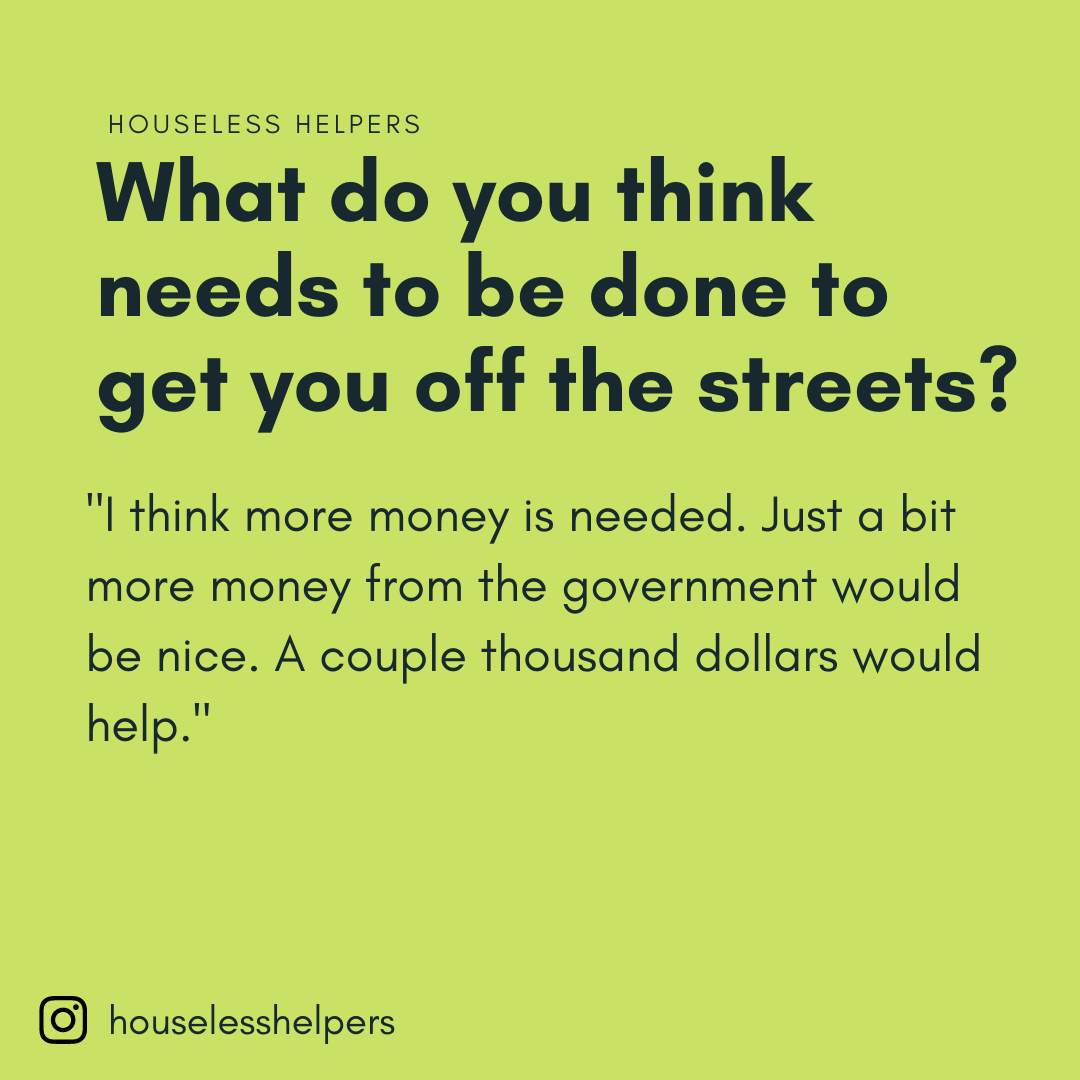 HOUSELESS HELPERS
What do you think
needs to be done to
get you off the streets?
"I think more money is needed. Just a bit
more money from the government would
be nice. A couple thousand dollars would
help."
houselesshelpers